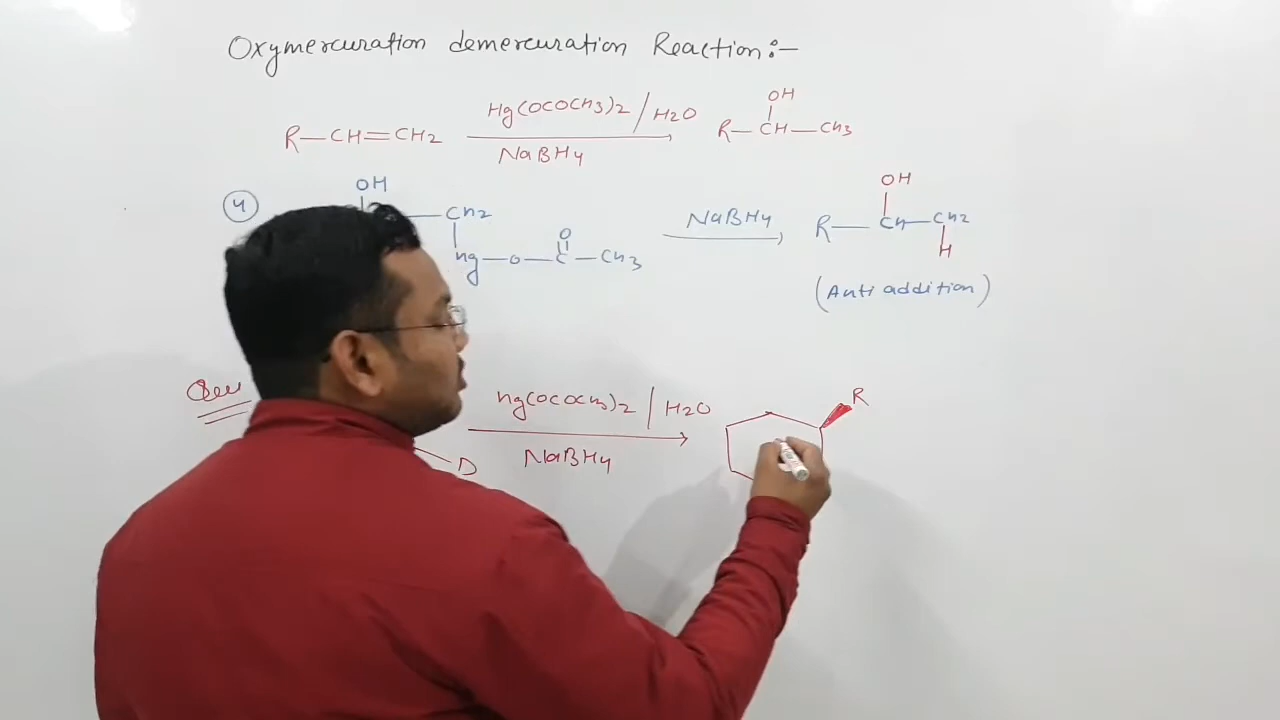 Oxymercuration demercuration Reaction:-
Hg(OCOCH3)2 / H2O
OH
R-CH=CH2
NaBH4
R-CH-CH3
4
OH
CH2
Hg-O-C-CH3
O
NaBH4
OH
R-CH-CH2
H
(Anti addition)
Hg(OCOCH3)2 | H2O
NaBH4
R
D